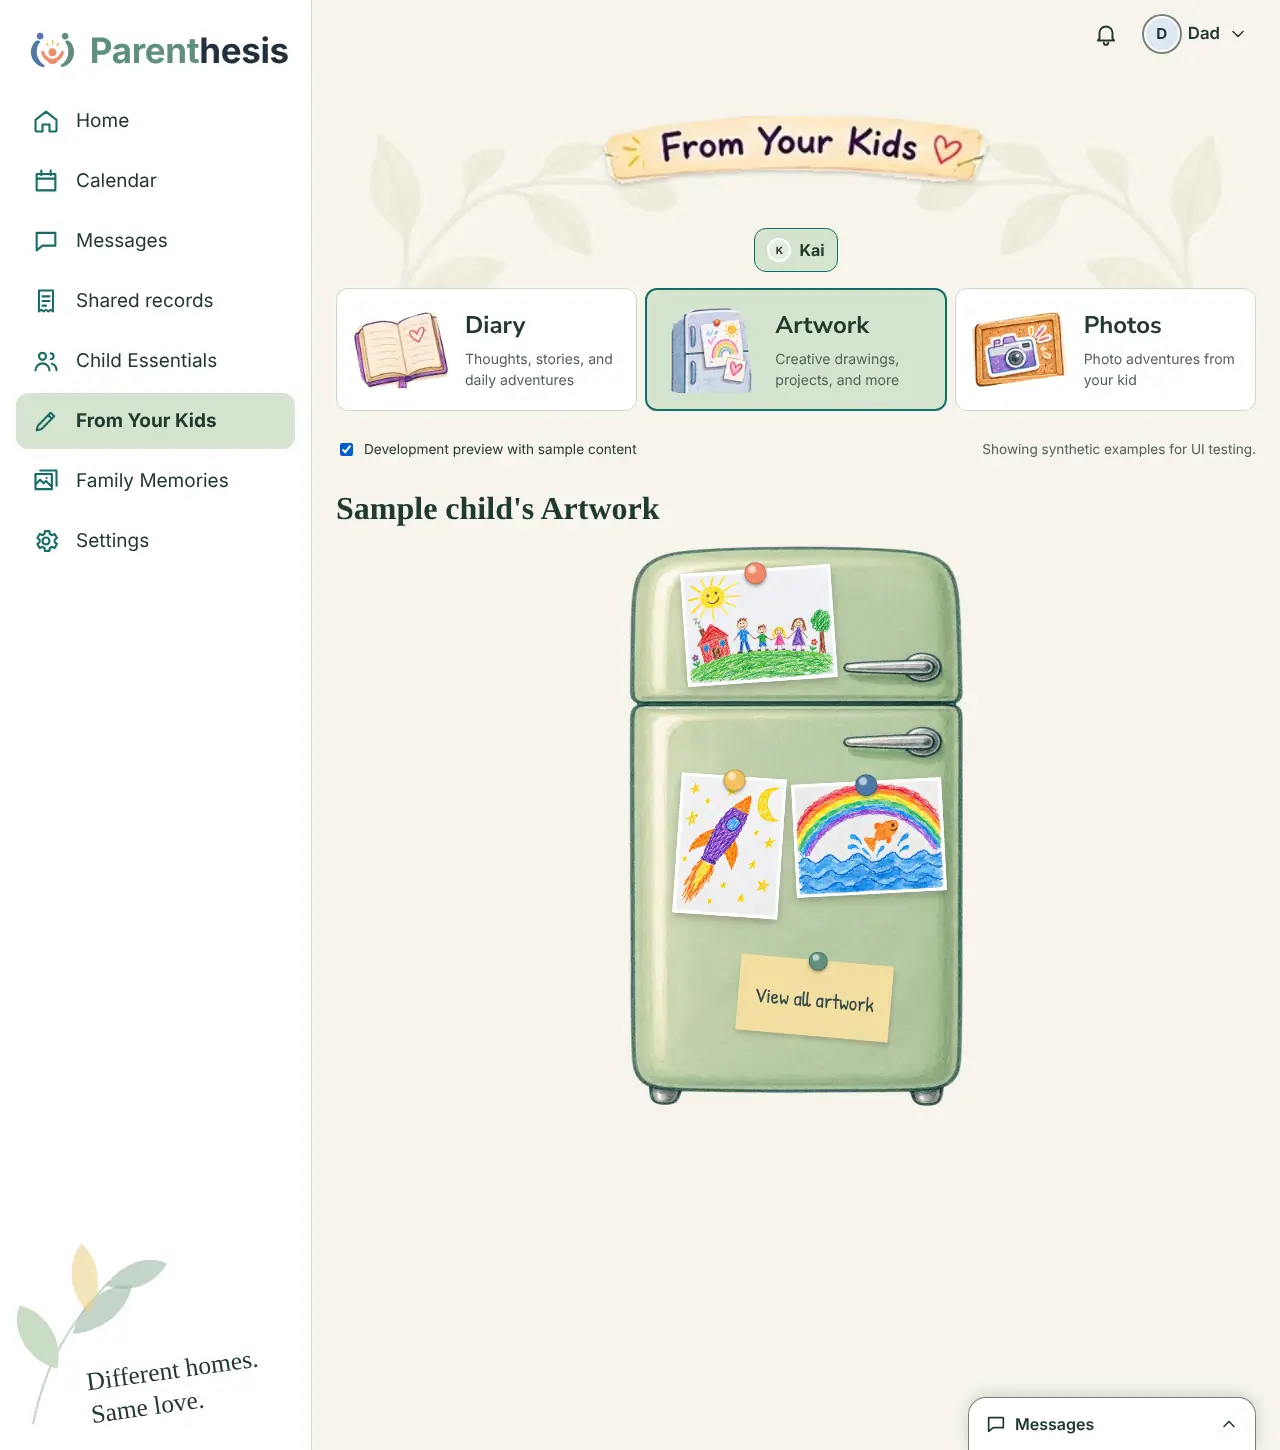 Parenthesis
D
Dad
Home
Calendar
Messages
Shared records
Child Essentials
From Your Kids
Family Memories
Settings
Different homes.
Same love.
From Your Kids
K
Kai
Diary
Thoughts, stories, and
daily adventures
Artwork
Creative drawings,
projects, and more
Photos
Photo adventures from
your kid
Development preview with sample content
Showing synthetic examples for UI testing.
Sample child's Artwork
View all artwork
Messages